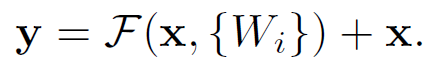 y = F(x, {Wᵢ}) + x.